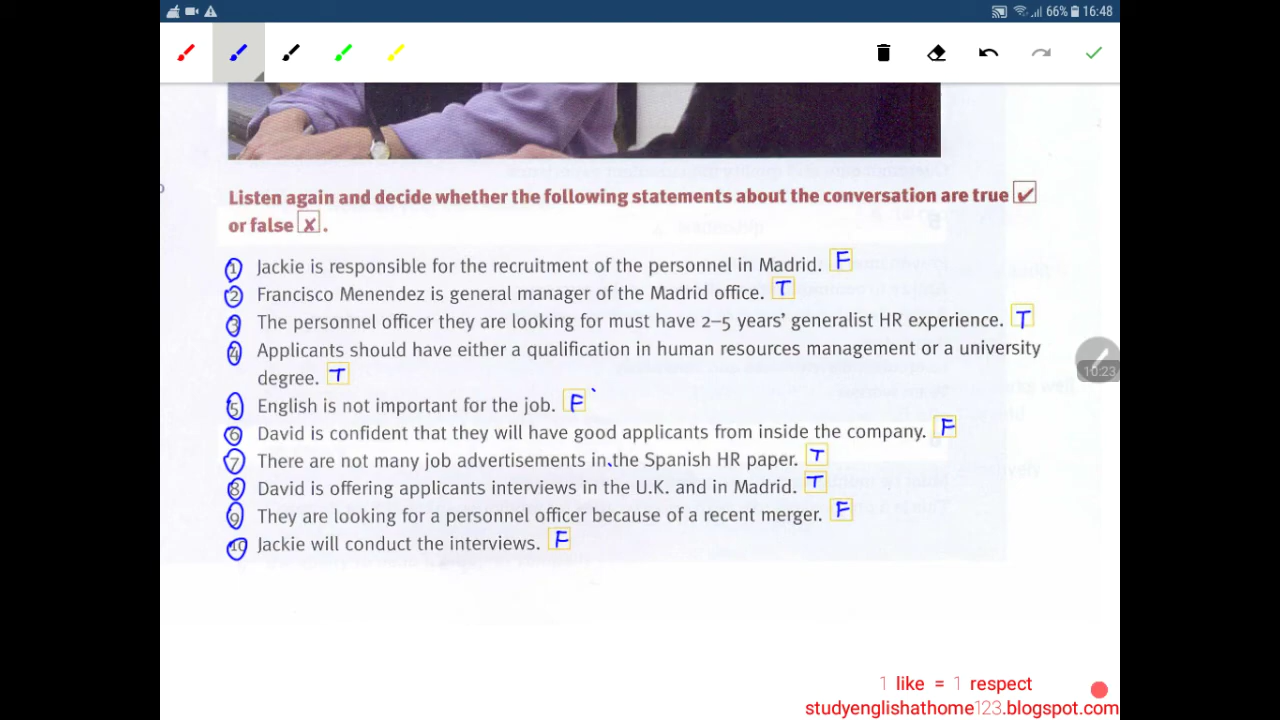 66% 16:48
Listen again and decide whether the following statements about the conversation are true ✓
or false x .
1 Jackie is responsible for the recruitment of the personnel in Madrid. F
2 Francisco Menendez is general manager of the Madrid office. T
3 The personnel officer they are looking for must have 2–5 years' generalist HR experience. T
4 Applicants should have either a qualification in human resources management or a university
degree. T
10:23
5 English is not important for the job. F
6 David is confident that they will have good applicants from inside the company. F
7 There are not many job advertisements in the Spanish HR paper. T
8 David is offering applicants interviews in the U.K. and in Madrid. T
9 They are looking for a personnel officer because of a recent merger. F
10 Jackie will conduct the interviews. F
1 like = 1 respect
studyenglishathome123.blogspot.com